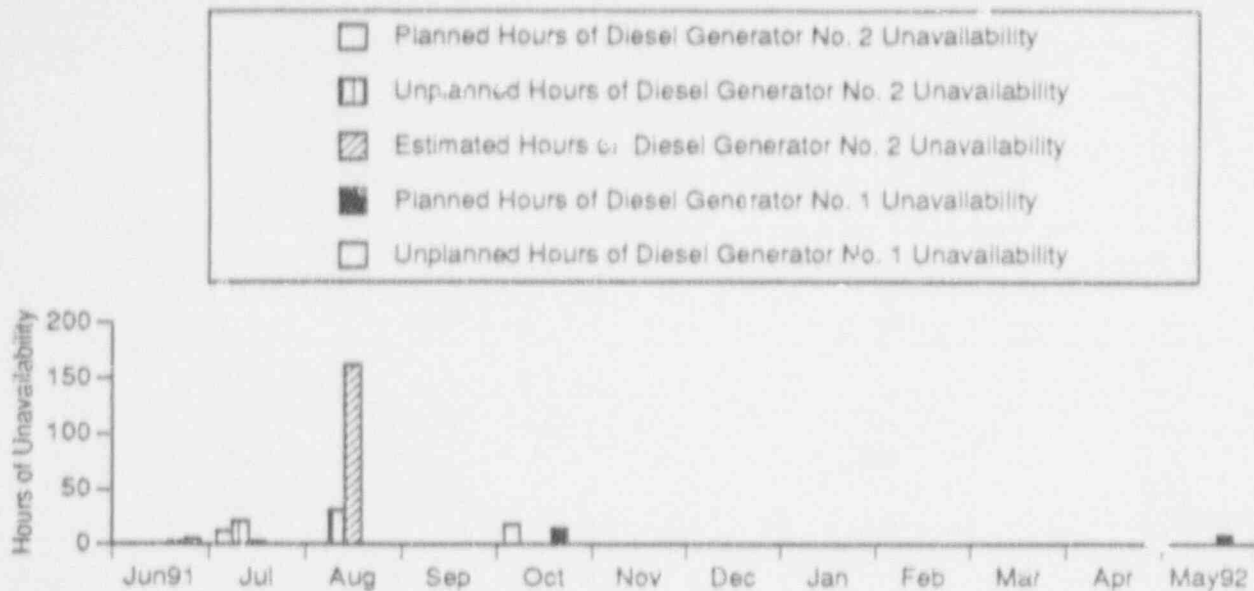 Planned Hours of Diesel Generator No. 2 Unavailability
Unplanned Hours of Diesel Generator No. 2 Unavailability
Estimated Hours of Diesel Generator No. 2 Unavailability
Planned Hours of Diesel Generator No. 1 Unavailability
Unplanned Hours of Diesel Generator No. 1 Unavailability
Hours of Unavailability
200
150
100
50
0
Jun91 Jul Aug Sep Oct Nov Dec Jan Feb Mar Apr May92